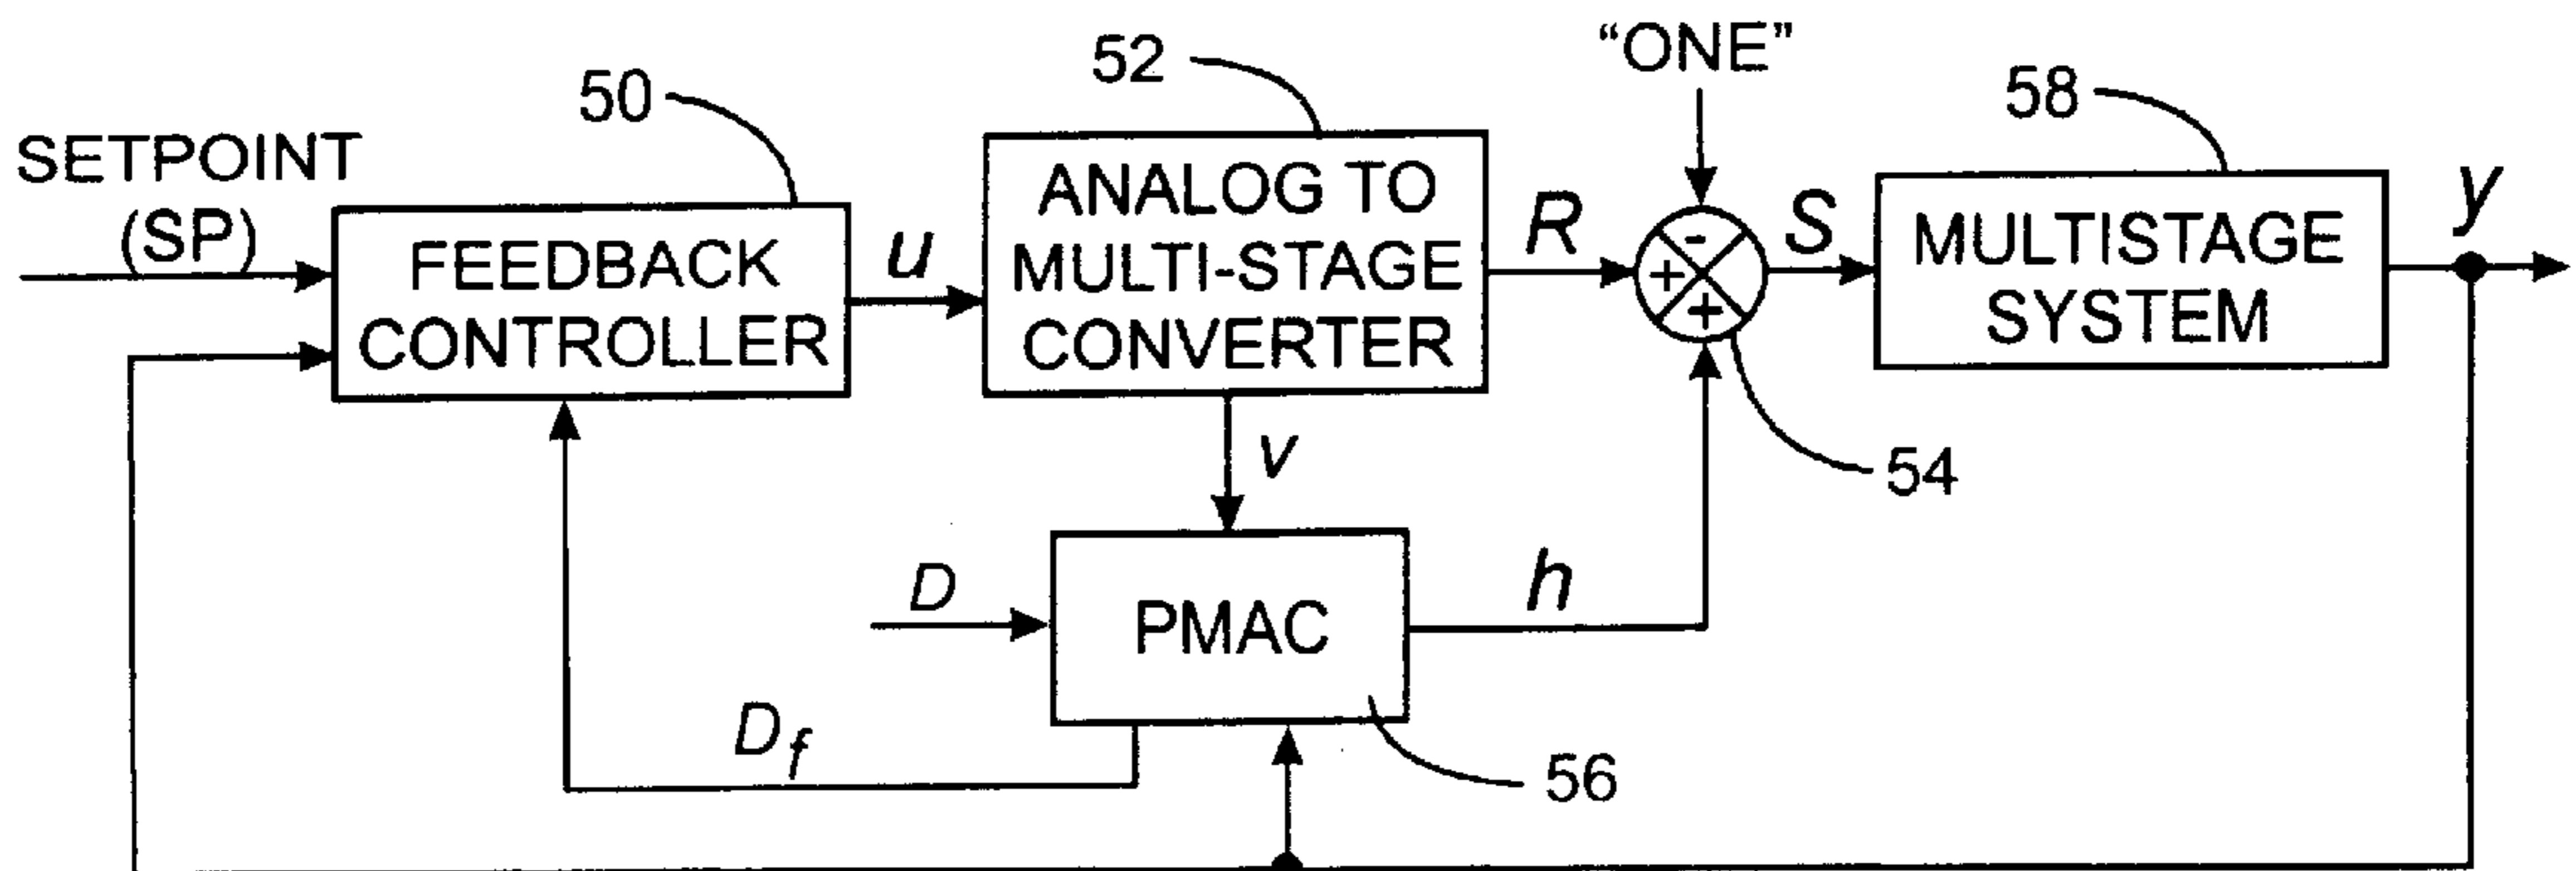 "ONE"
52
50
58
SETPOINT
(SP)
FEEDBACK
CONTROLLER
u
ANALOG TO
MULTI-STAGE
CONVERTER
R
-
+
+
S
MULTISTAGE
SYSTEM
y
54
v
D
PMAC
h
Df
56